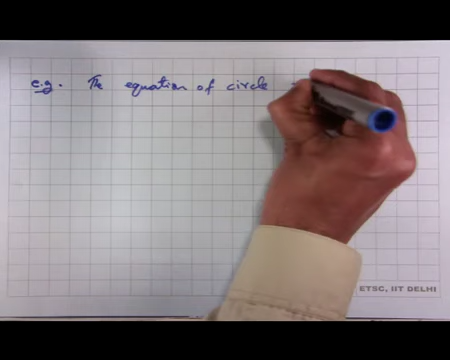 e.g. The equation of circle
ETSC, IIT DELHI